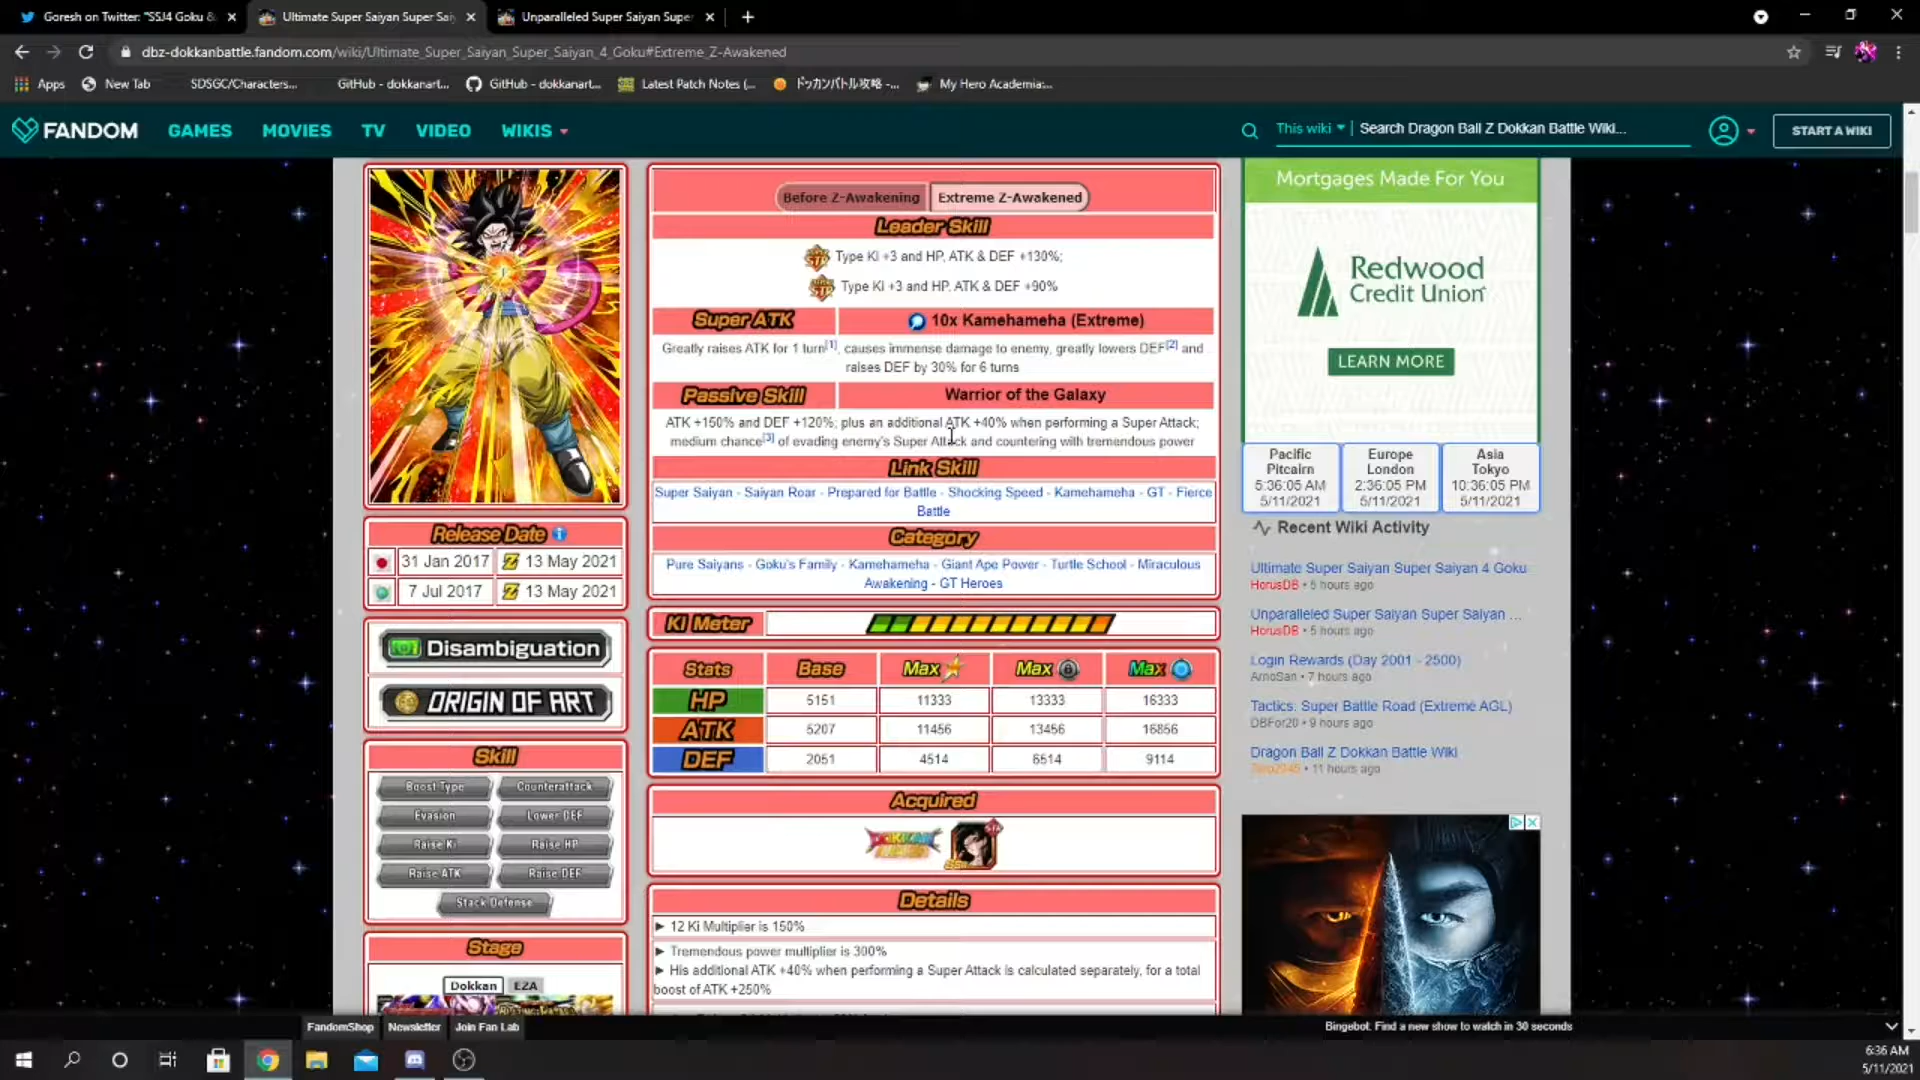 Goresh on Twitter: "SSJ4 Goku &
Ultimate Super Saiyan Super Sai
Unparalleled Super Saiyan Super
dbz-dokkanbattle.fandom.com/wiki/Ultimate_Super_Saiyan_Super_Saiyan_4_Goku#Extreme_Z-Awakened
Apps
New Tab
SDSGC/Characters...
GitHub - dokkanart...
GitHub - dokkanart...
Latest Patch Notes (...
ドッカンバトル攻略 -...
My Hero Academia:...
FANDOM
GAMES
MOVIES
TV
VIDEO
WIKIS
This wiki
Search Dragon Ball Z Dokkan Battle Wiki...
START A WIKI
Before Z-Awakening
Extreme Z-Awakened
Leader Skill
Type Ki +3 and HP, ATK & DEF +130%;
Type Ki +3 and HP, ATK & DEF +90%
Super ATK
10x Kamehameha (Extreme)
Greatly raises ATK for 1 turn[1], causes immense damage to enemy, greatly lowers DEF[2] and
raises DEF by 30% for 6 turns
Passive Skill
Warrior of the Galaxy
ATK +150% and DEF +120%; plus an additional ATK +40% when performing a Super Attack;
medium chance[3] of evading enemy's Super Attack and countering with tremendous power
Link Skill
Super Saiyan - Saiyan Roar - Prepared for Battle - Shocking Speed - Kamehameha - GT - Fierce
Battle
Category
Pure Saiyans - Goku's Family - Kamehameha - Giant Ape Power - Turtle School - Miraculous
Awakening - GT Heroes
Ki Meter
Stats Base Max Max Max
HP 5151 11333 13333 16333
ATK 5207 11456 13456 16856
DEF 2051 4514 6514 9114
Acquired
Details
► 12 Ki Multiplier is 150%
► Tremendous power multiplier is 300%
► His additional ATK +40% when performing a Super Attack is calculated separately, for a total
boost of ATK +250%
Release Date
31 Jan 2017
13 May 2021
7 Jul 2017
13 May 2021
Disambiguation
ORIGIN OF ART
Skill
Boost Type
Counterattack
Evasion
Lower DEF
Raise Ki
Raise HP
Raise ATK
Raise DEF
Stack Defense
Stage
Dokkan
EZA
Mortgages Made For You
Redwood
Credit Union
LEARN MORE
Pacific
Pitcairn
5:36:05 AM
5/11/2021
Europe
London
2:36:05 PM
5/11/2021
Asia
Tokyo
10:36:05 PM
5/11/2021
Recent Wiki Activity
Ultimate Super Saiyan Super Saiyan 4 Goku
HorusDB • 5 hours ago
Unparalleled Super Saiyan Super Saiyan ...
HorusDB • 5 hours ago
Login Rewards (Day 2001 - 2500)
ArnoSan • 7 hours ago
Tactics: Super Battle Road (Extreme AGL)
DBFor20 • 9 hours ago
Dragon Ball Z Dokkan Battle Wiki
• 11 hours ago
FandomShop
Newsletter
Join Fan Lab
Bingebot. Find a new show to watch in 30 seconds
6:36 AM
5/11/2021